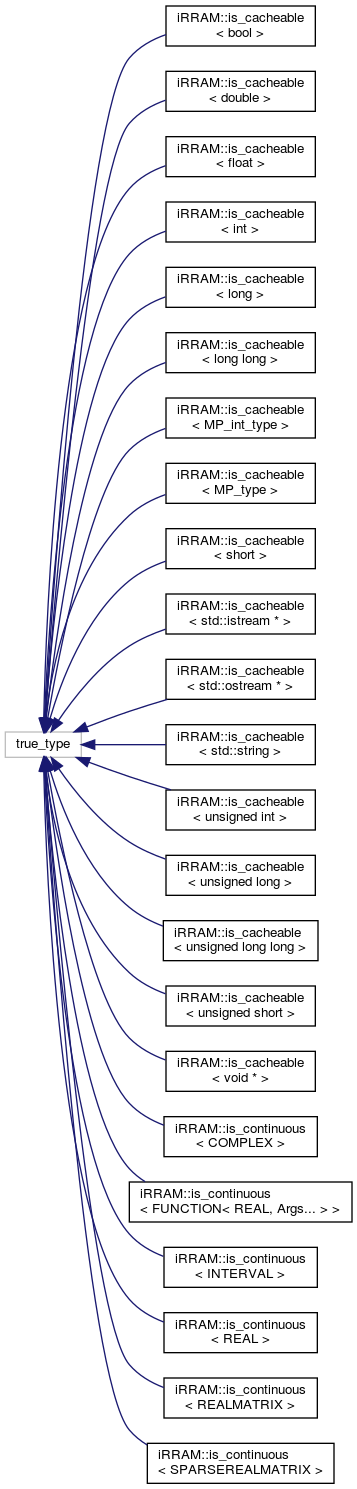 iRRAM::is_cacheable
< bool >
iRRAM::is_cacheable
< double >
iRRAM::is_cacheable
< float >
iRRAM::is_cacheable
< int >
iRRAM::is_cacheable
< long >
iRRAM::is_cacheable
< long long >
iRRAM::is_cacheable
< MP_int_type >
iRRAM::is_cacheable
< MP_type >
iRRAM::is_cacheable
< short >
iRRAM::is_cacheable
< std::istream * >
iRRAM::is_cacheable
< std::ostream * >
true_type
iRRAM::is_cacheable
< std::string >
iRRAM::is_cacheable
< unsigned int >
iRRAM::is_cacheable
< unsigned long >
iRRAM::is_cacheable
< unsigned long long >
iRRAM::is_cacheable
< unsigned short >
iRRAM::is_cacheable
< void * >
iRRAM::is_continuous
< COMPLEX >
iRRAM::is_continuous
< FUNCTION< REAL, Args... > >
iRRAM::is_continuous
< INTERVAL >
iRRAM::is_continuous
< REAL >
iRRAM::is_continuous
< REALMATRIX >
iRRAM::is_continuous
< SPARSEREALMATRIX >